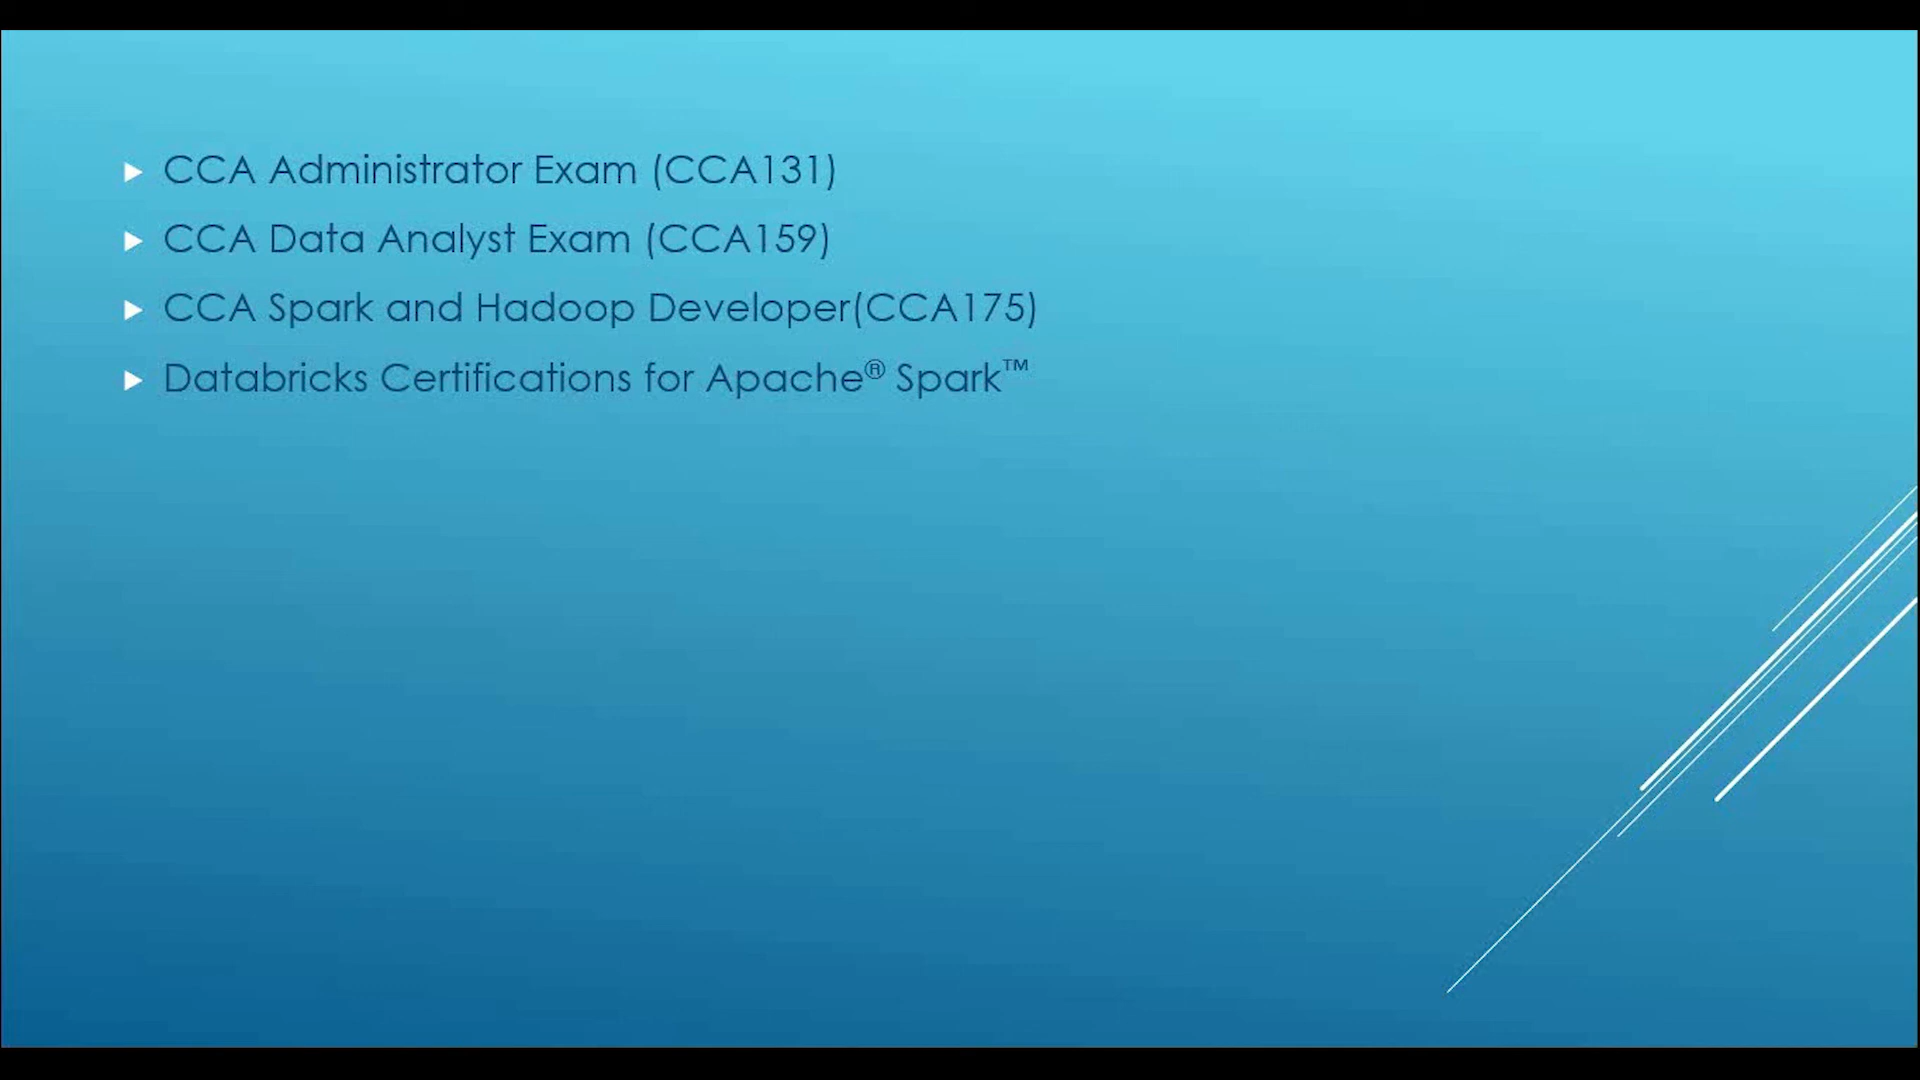 CCA Administrator Exam (CCA131)
CCA Data Analyst Exam (CCA159)
CCA Spark and Hadoop Developer(CCA175)
Databricks Certifications for Apache® Spark™